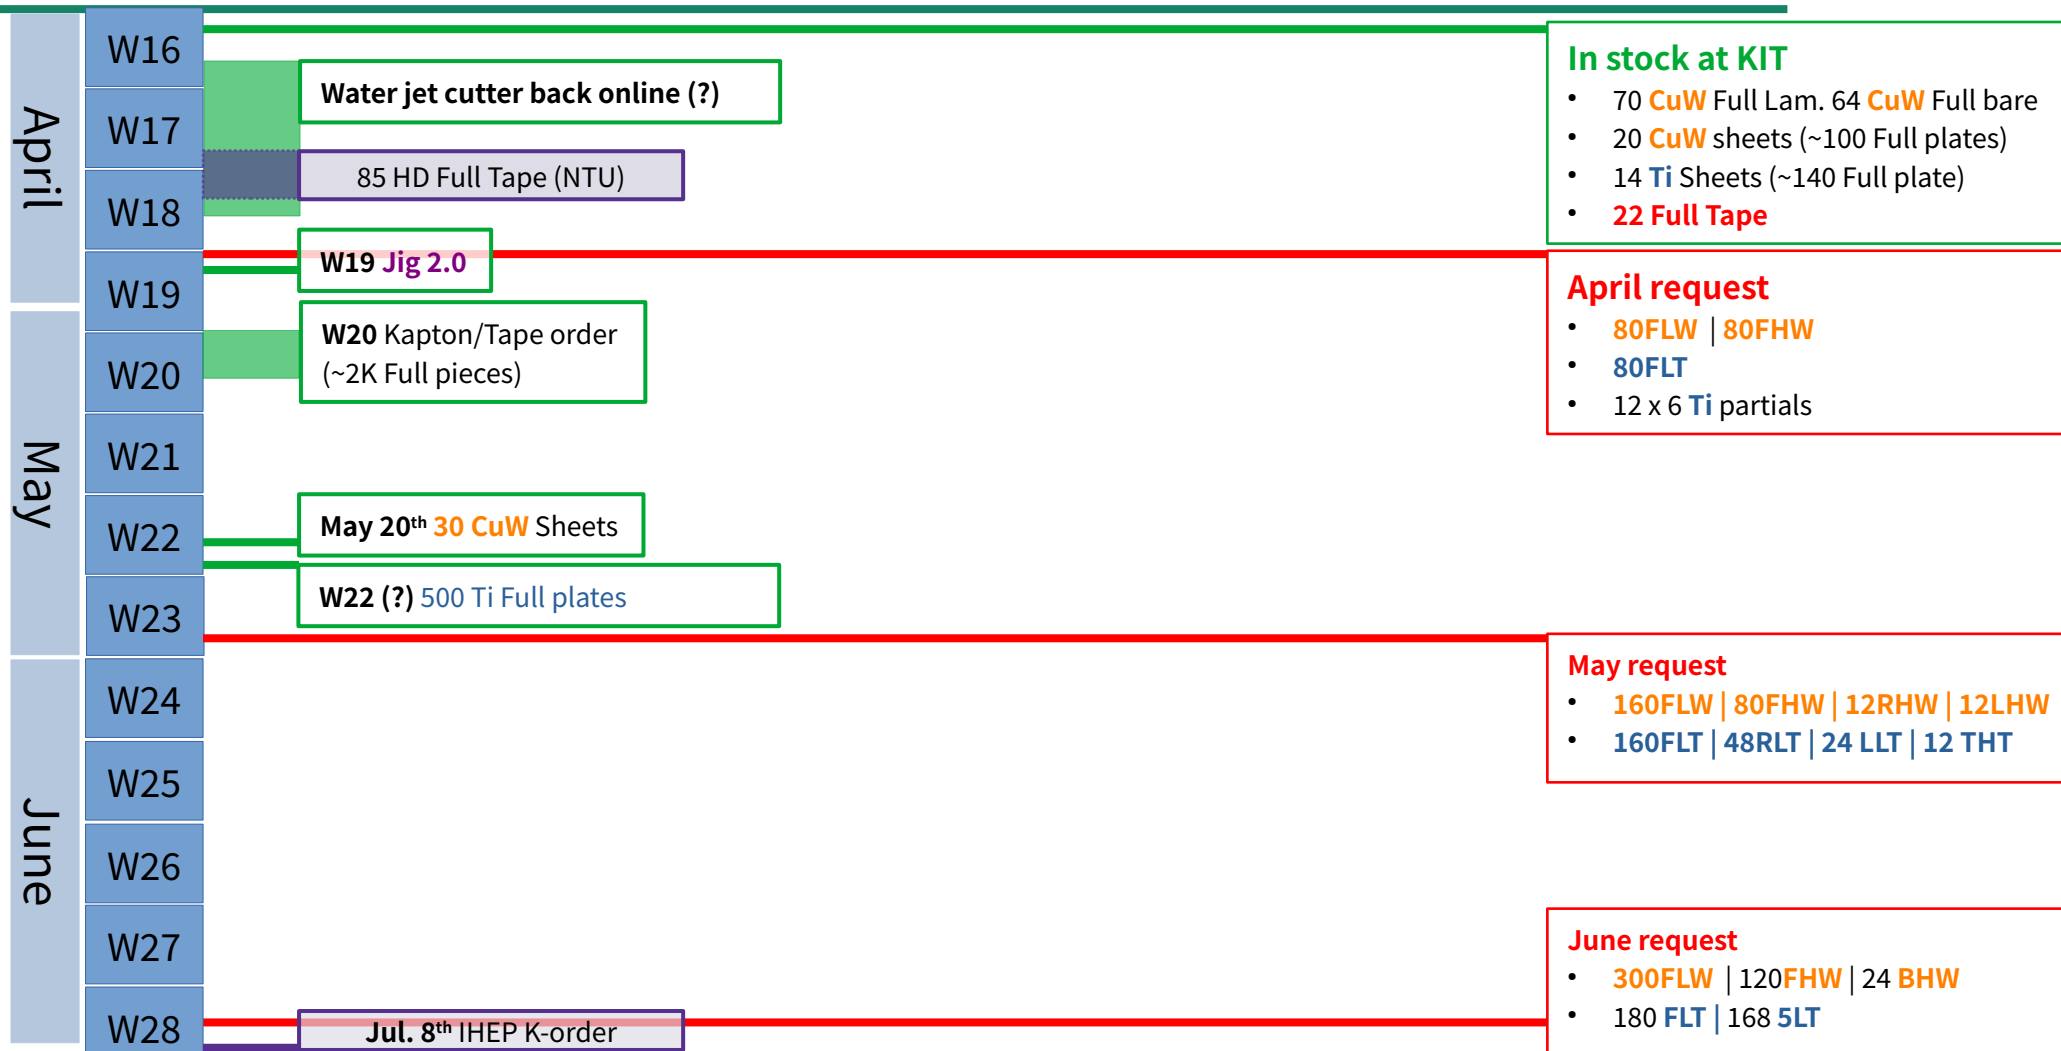 April
May
June
W16
W17
W18
W19
W20
W21
W22
W23
W24
W25
W26
W27
W28
Water jet cutter back online (?)
85 HD Full Tape (NTU)
W19 Jig 2.0
W20 Kapton/Tape order
(~2K Full pieces)
May 20th 30 CuW Sheets
W22 (?) 500 Ti Full plates
Jul. 8th IHEP K-order
In stock at KIT
• 70 CuW Full Lam. 64 CuW Full bare
• 20 CuW sheets (~100 Full plates)
• 14 Ti Sheets (~140 Full plate)
• 22 Full Tape
April request
• 80FLW | 80FHW
• 80FLT
• 12 x 6 Ti partials
May request
• 160FLW | 80FHW | 12RHW | 12LHW
• 160FLT | 48RLT | 24 LLT | 12 THT
June request
• 300FLW | 120FHW | 24 BHW
• 180 FLT | 168 5LT